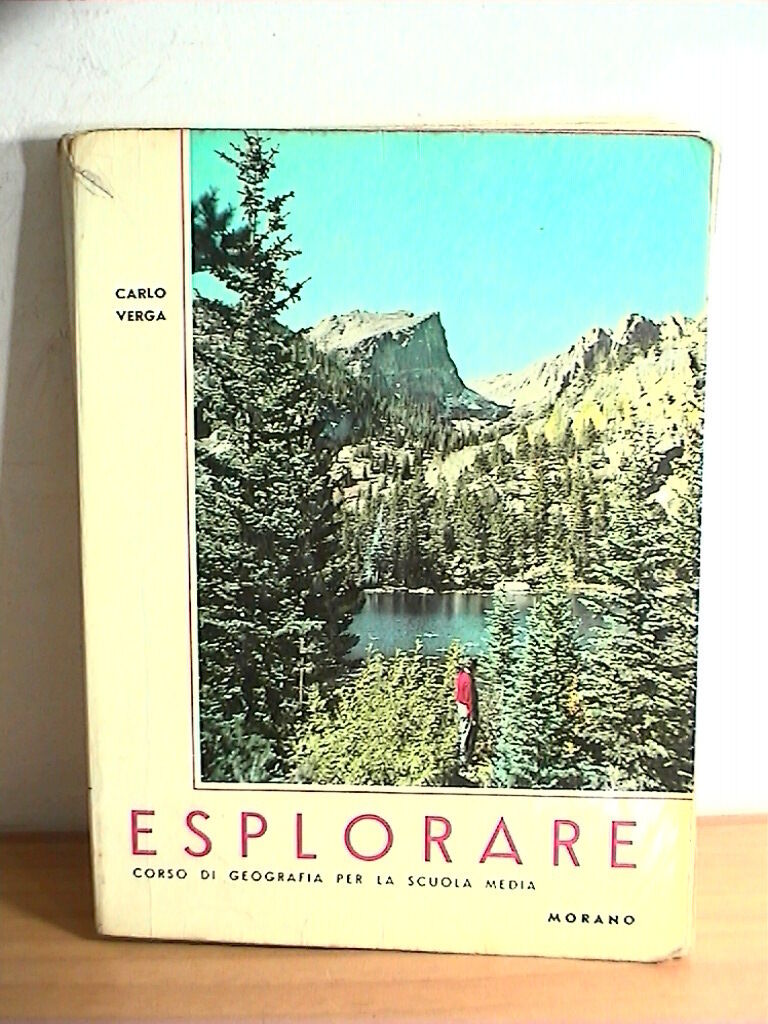 CARLO
VERGA
ESPLORARE
CORSO DI GEOGRAFIA PER LA SCUOLA MEDIA
MORANO